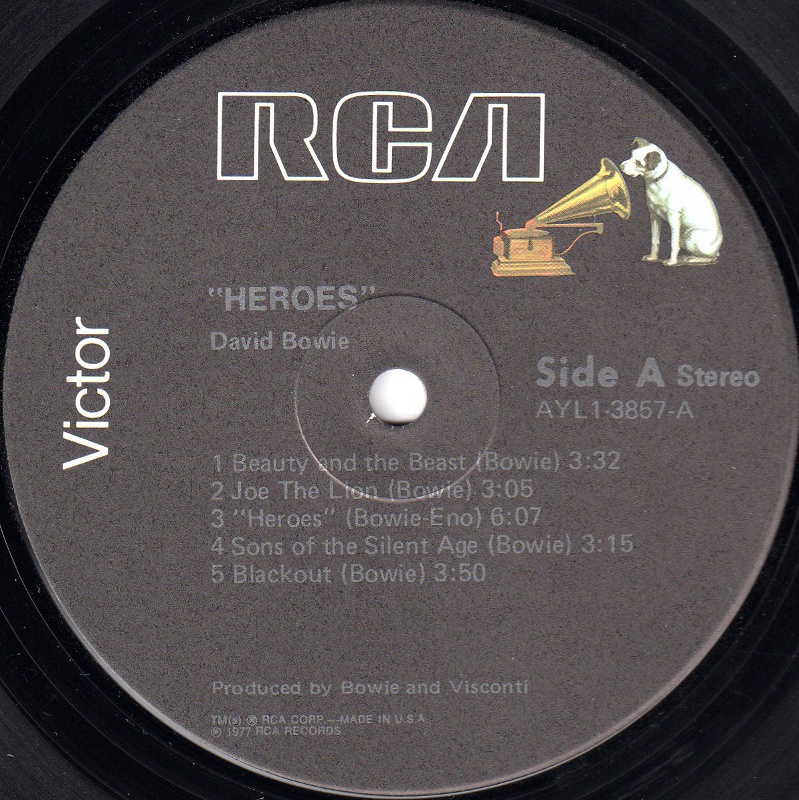 RCA
"HEROES"
David Bowie
Victor
Side A Stereo
AYL1-3857-A
1 Beauty and the Beast (Bowie) 3:32
2 Joe The Lion (Bowie) 3:05
3 "Heroes" (Bowie-Eno) 6:07
4 Sons of the Silent Age (Bowie) 3:15
5 Blackout (Bowie) 3:50
Produced by Bowie and Visconti
TM(s) ® RCA CORP.—MADE IN U.S.A.
℗ 1977 RCA RECORDS